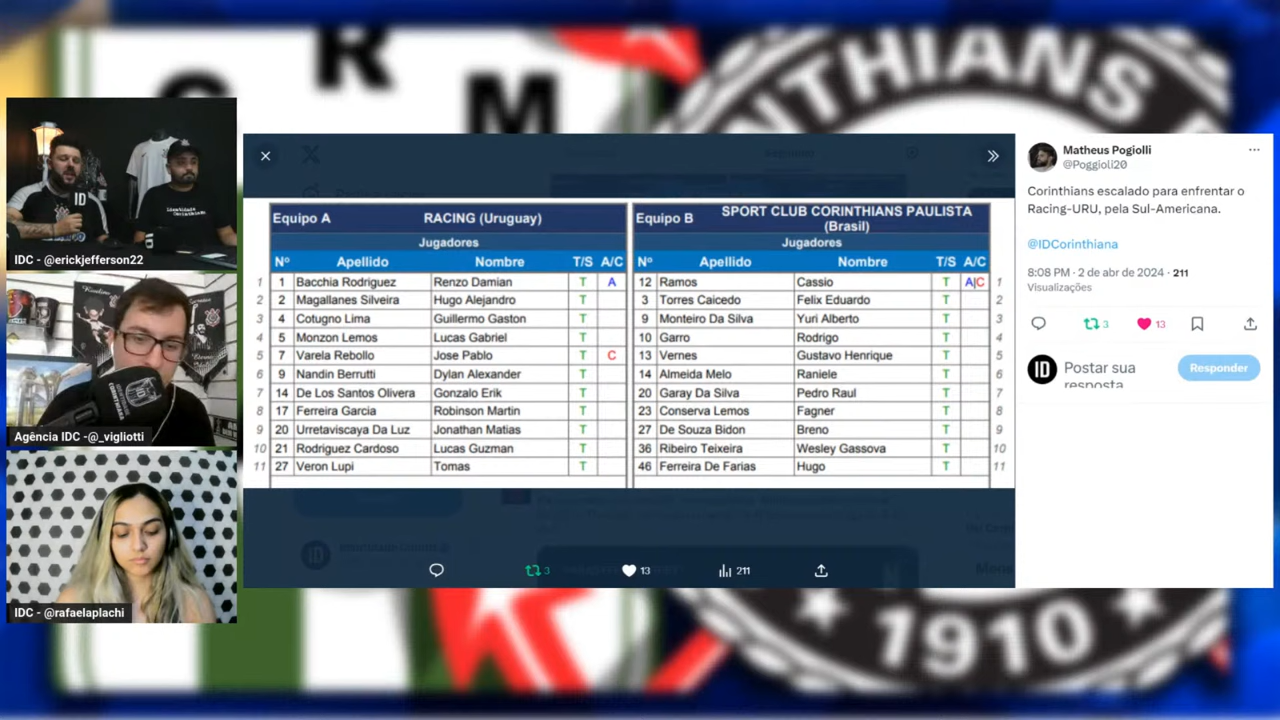 C R M
CORINTHIANS P
1910
IDC - @erickjefferson22
Agência IDC -@_vigliotti
IDC - @rafaelaplachi
Equipo A RACING (Uruguay)
Jugadores
Nº Apellido Nombre T/S A/C
1 1 Bacchia Rodriguez Renzo Damian T A
2 2 Magallanes Silveira Hugo Alejandro T
3 4 Cotugno Lima Guillermo Gaston T
4 5 Monzon Lemos Lucas Gabriel T
5 7 Varela Rebollo Jose Pablo T C
6 9 Nandin Berrutti Dylan Alexander T
7 14 De Los Santos Olivera Gonzalo Erik T
8 17 Ferreira Garcia Robinson Martin T
9 20 Urretaviscaya Da Luz Jonathan Matias T
10 21 Rodriguez Cardoso Lucas Guzman T
11 27 Veron Lupi Tomas T
Equipo B SPORT CLUB CORINTHIANS PAULISTA
(Brasil)
Jugadores
Nº Apellido Nombre T/S A/C
12 Ramos Cassio T A|C 1
3 Torres Caicedo Felix Eduardo T 2
9 Monteiro Da Silva Yuri Alberto T 3
10 Garro Rodrigo T 4
13 Vernes Gustavo Henrique T 5
14 Almeida Melo Raniele T 6
20 Garay Da Silva Pedro Raul T 7
23 Conserva Lemos Fagner T 8
27 De Souza Bidon Breno T 9
36 Ribeiro Teixeira Wesley Gassova T 10
46 Ferreira De Farias Hugo T 11
3 13 211
Matheus Pogiolli
@Poggioli20
Corinthians escalado para enfrentar o
Racing-URU, pela Sul-Americana.
@IDCorinthiana
8:08 PM · 2 de abr de 2024 · 211
Visualizações
3 13
ID Postar sua
resposta
Responder